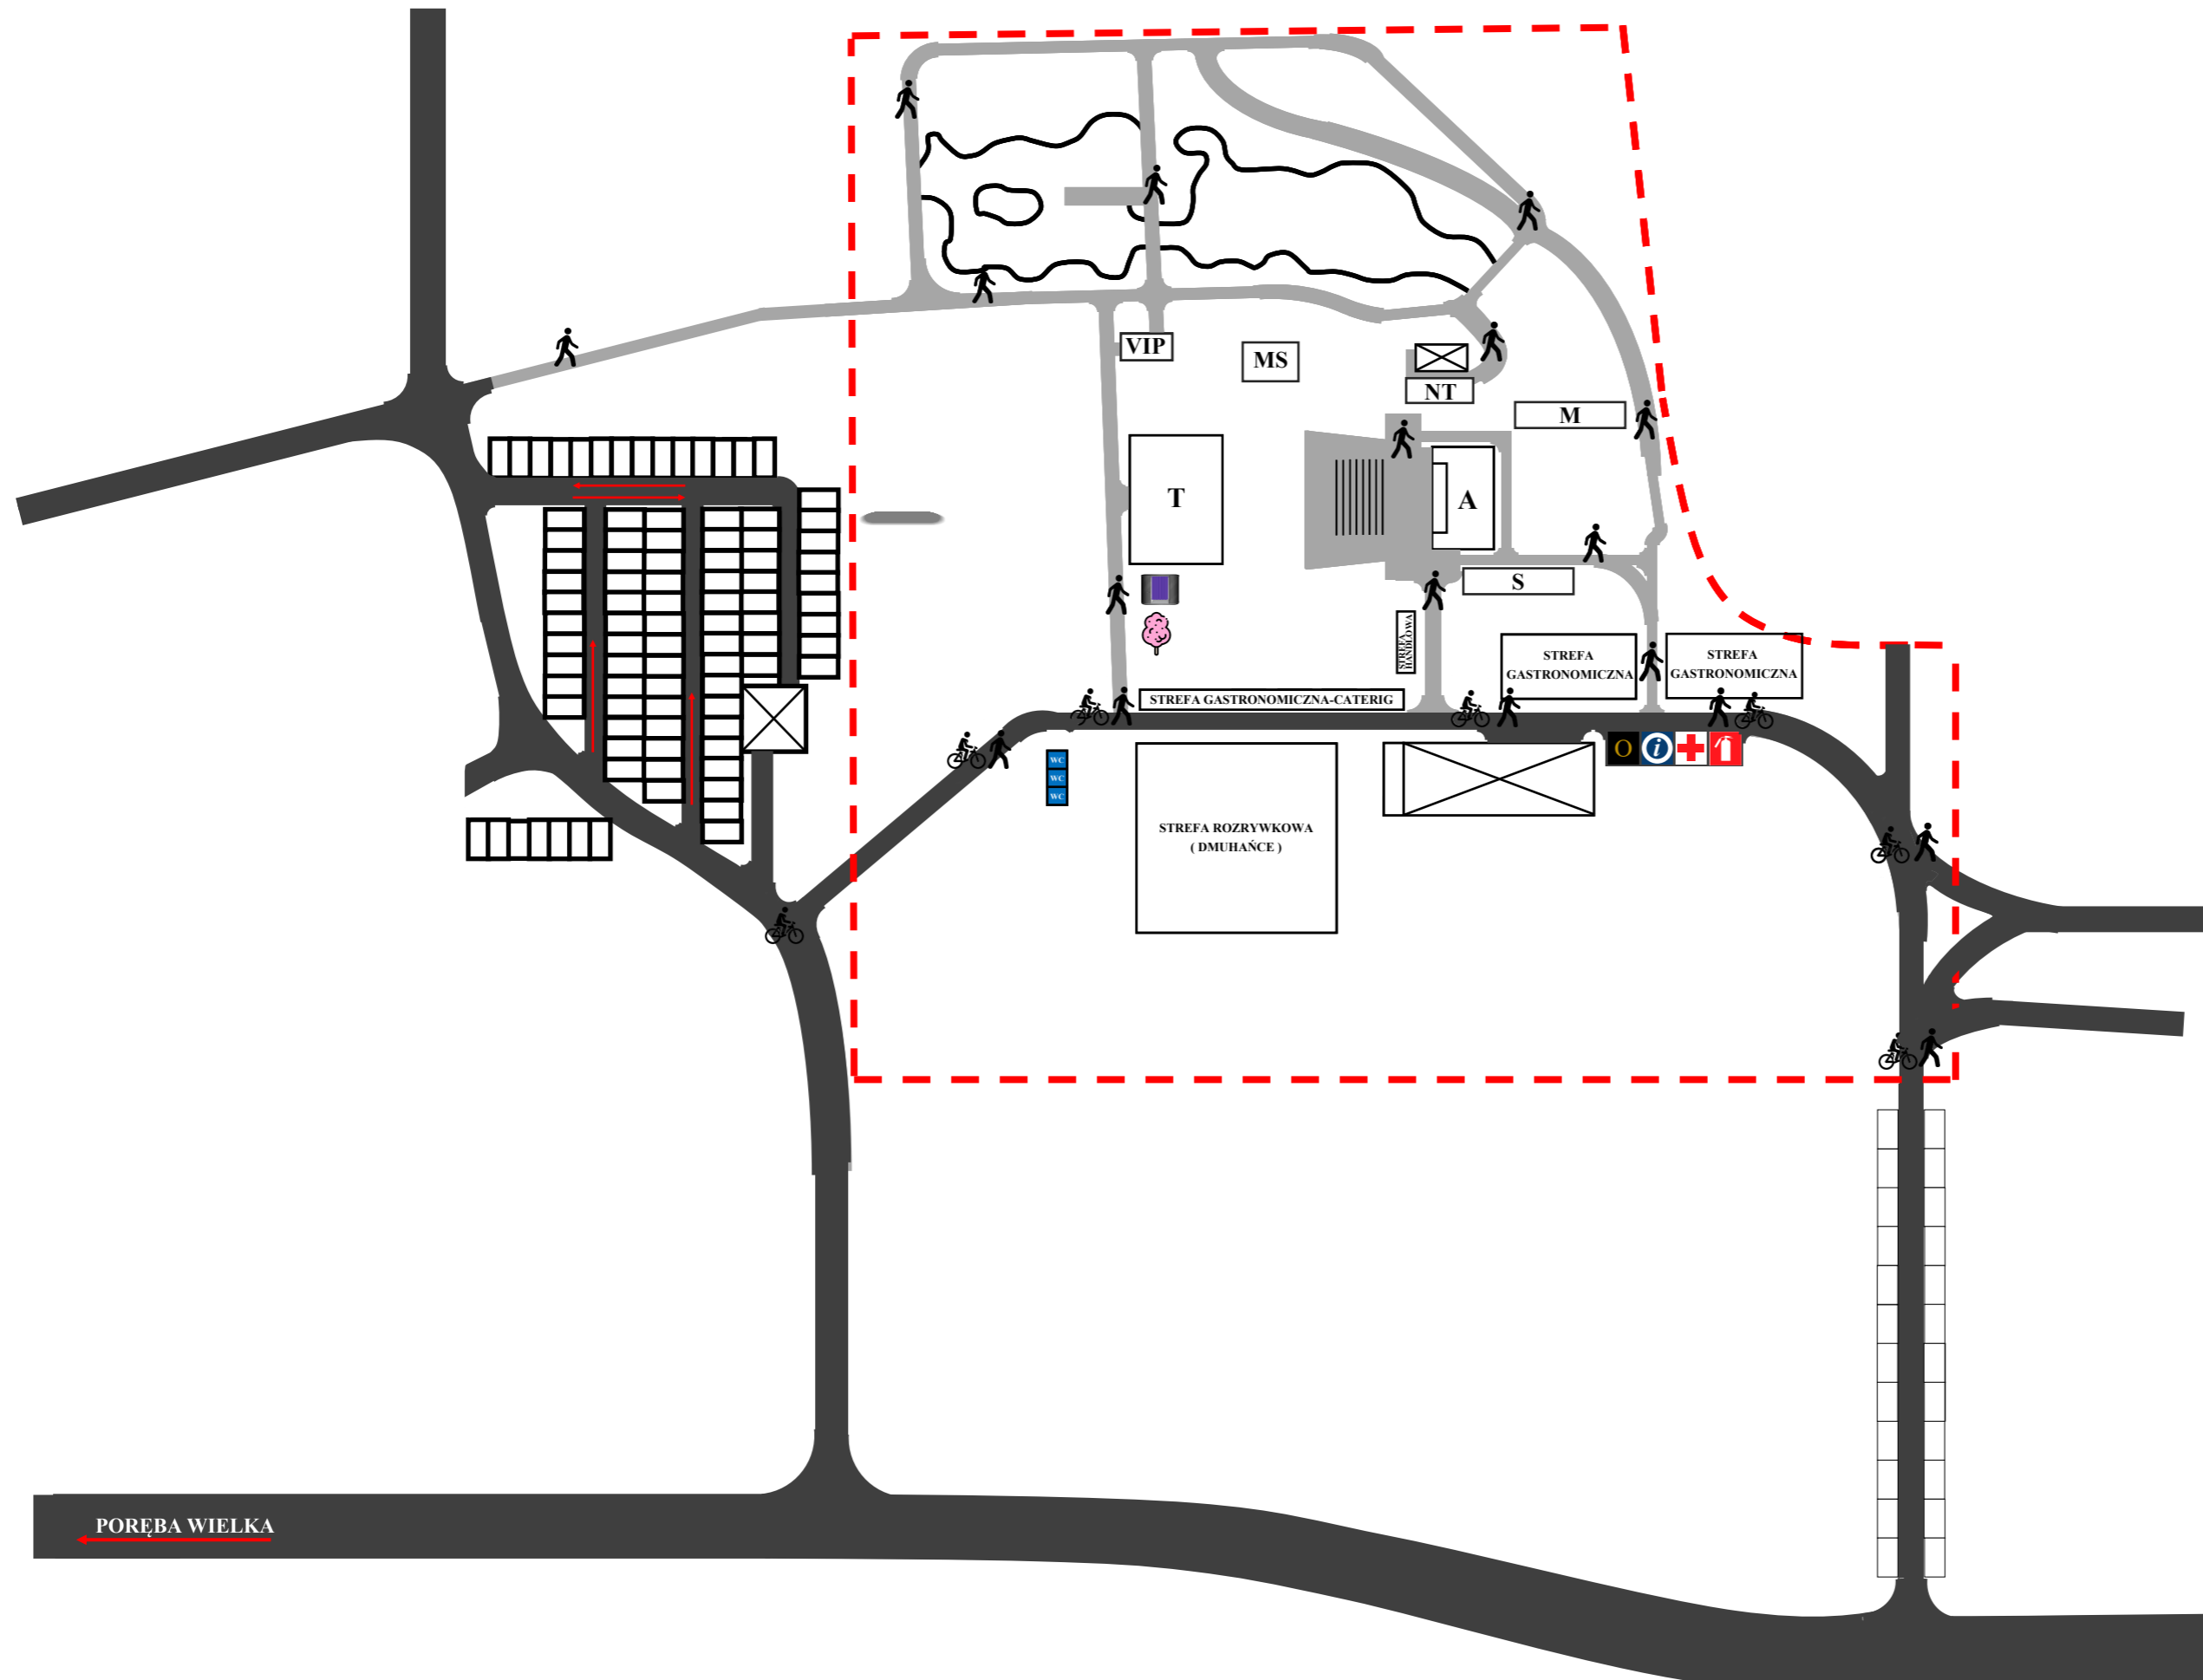 VIP
MS
NT
M
T
A
S
STREFA
HANDLOWA
STREFA
GASTRONOMICZNA
STREFA
GASTRONOMICZNA
STREFA GASTRONOMICZNA-CATERIG
WC
WC
WC
O
i
STREFA ROZRYWKOWA
( DMUHAŃCE )
PORĘBA WIELKA